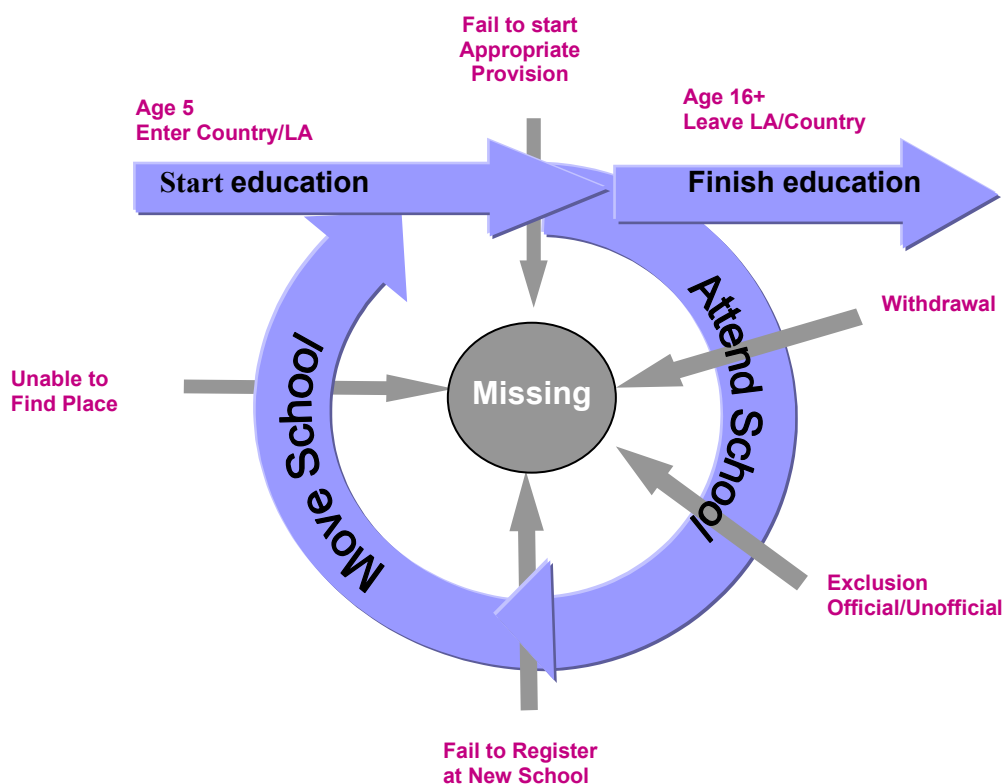 Fail to start
Appropriate
Provision
Age 5
Enter Country/LA
Age 16+
Leave LA/Country
Start education
Finish education
Attend School
Withdrawal
Missing
Unable to
Find Place
Move School
Exclusion
Official/Unofficial
Fail to Register
at New School